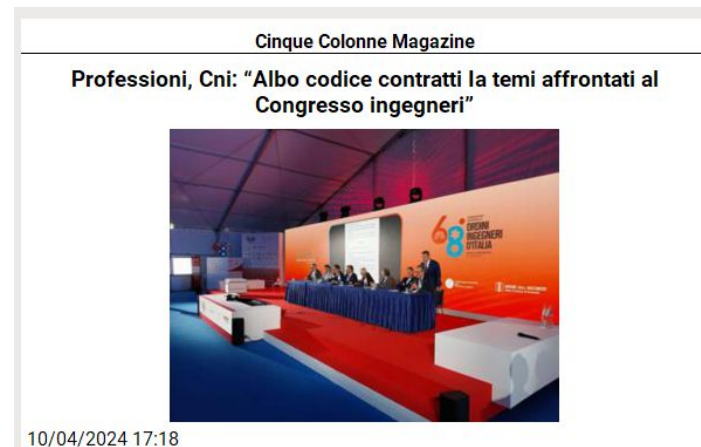 Cinque Colonne Magazine
Professioni, Cni: “Albo codice contratti Ia temi affrontati al
Congresso ingegneri”
68°
ORDINI
INGEGNERI
D'ITALIA
10/04/2024 17:18